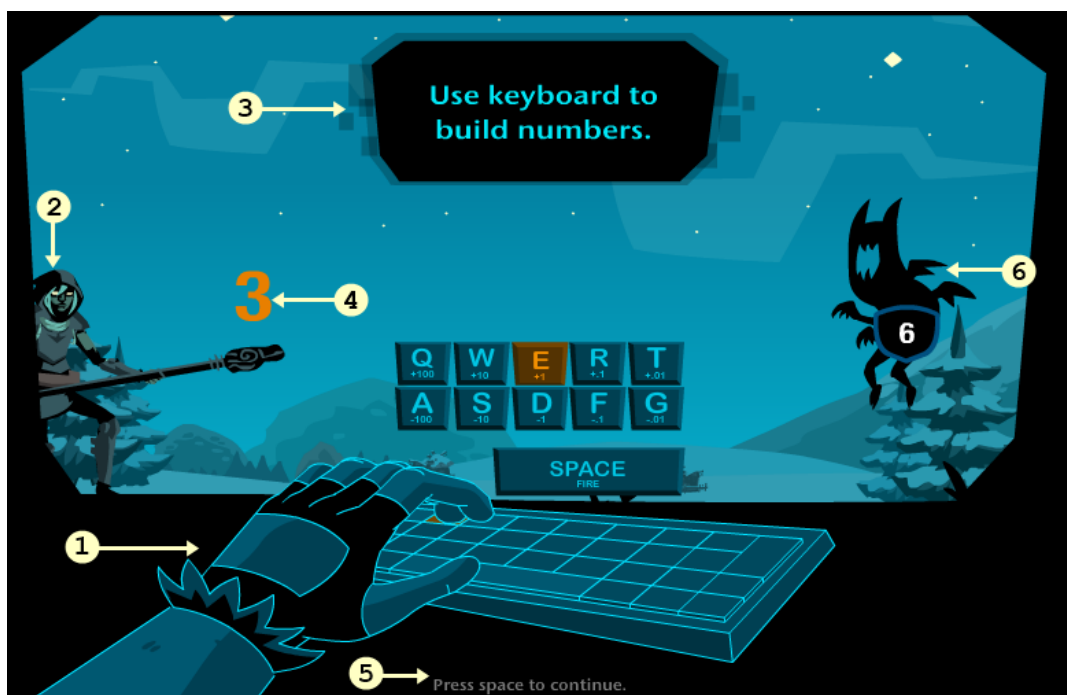 Use keyboard to
build numbers.
3
2
3
4
6
6
Q W E R T
+100 +10 +1 +.1 +.01
A S D F G
-100 -10 -1 -.1 -.01
SPACE
FIRE
1
5
Press space to continue.